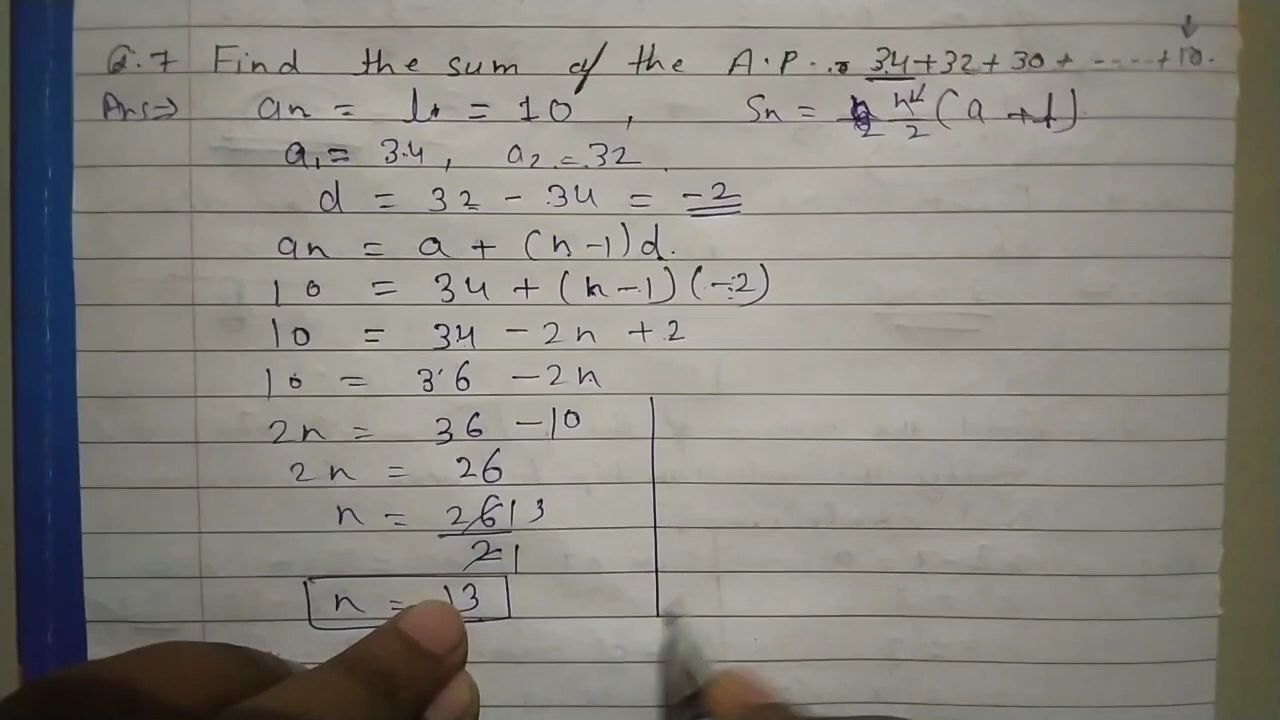 Q.7 Find the sum of the A.P. : 34+32+30+ ----+10.
Ans⇒ an = l = 10 , Sn = n/2 (a + l)
a₁ = 34 , a₂ = 32
d = 32 - 34 = -2
an = a + (n-1)d.
10 = 34 + (n-1)(-2)
10 = 34 - 2n + 2
10 = 36 - 2n
2n = 36 - 10
2n = 26
n = 26/2 13/1
n = 13